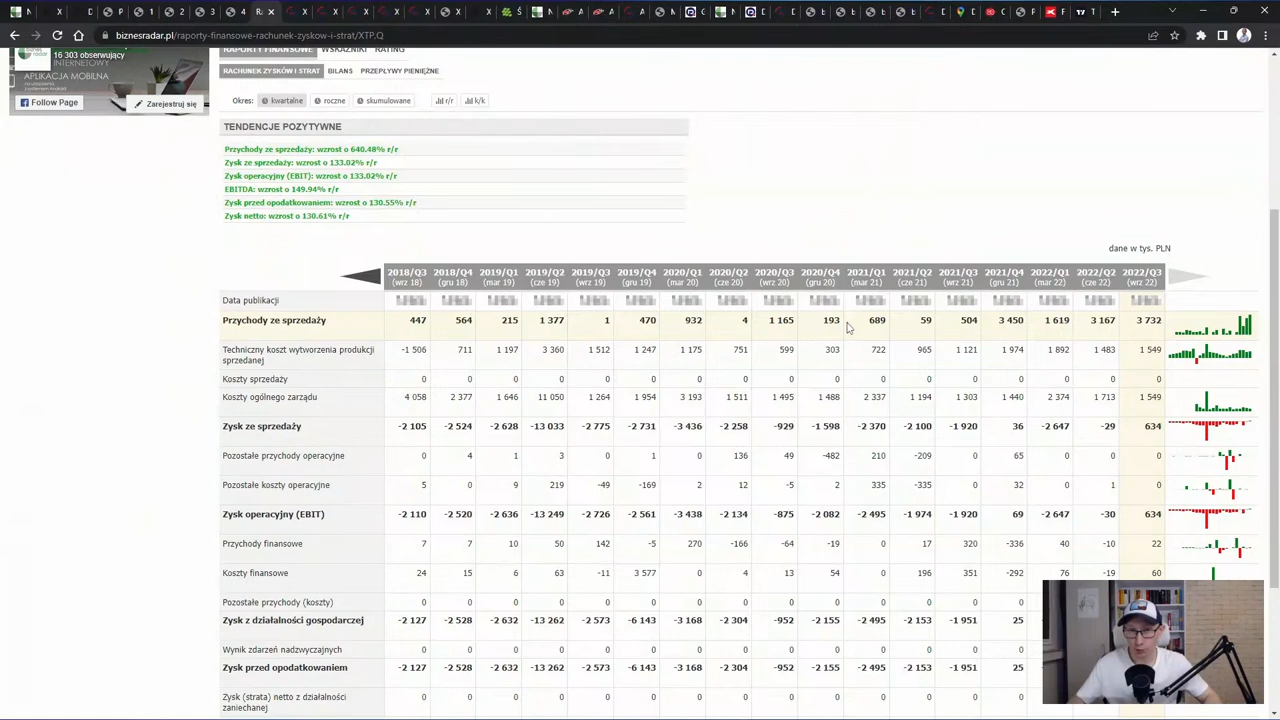 biznesradar.pl/raporty-finansowe-rachunek-zyskow-i-strat/XTP.Q
16 303 obserwujący
INTERNETOWY
APLIKACJA MOBILNA
Follow Page
Zarejestruj się
RAPORTY FINANSOWE WSKAŹNIKI RATING
RACHUNEK ZYSKÓW I STRAT BILANS PRZEPŁYWY PIENIĘŻNE
Okres: kwartalne roczne skumulowane r/r k/k
TENDENCJE POZYTYWNE
Przychody ze sprzedaży: wzrost o 640.48% r/r
Zysk ze sprzedaży: wzrost o 133.02% r/r
Zysk operacyjny (EBIT): wzrost o 133.02% r/r
EBITDA: wzrost o 149.94% r/r
Zysk przed opodatkowaniem: wzrost o 130.55% r/r
Zysk netto: wzrost o 130.61% r/r
dane w tys. PLN
2018/Q3 2018/Q4 2019/Q1 2019/Q2 2019/Q3 2019/Q4 2020/Q1 2020/Q2 2020/Q3 2020/Q4 2021/Q1 2021/Q2 2021/Q3 2021/Q4 2022/Q1 2022/Q2 2022/Q3
(wrz 18) (gru 18) (mar 19) (cze 19) (wrz 19) (gru 19) (mar 20) (cze 20) (wrz 20) (gru 20) (mar 21) (cze 21) (wrz 21) (gru 21) (mar 22) (cze 22) (wrz 22)
Data publikacji
Przychody ze sprzedaży 447 564 215 1 377 1 470 932 4 1 165 193 689 59 504 3 450 1 619 3 167 3 732
Techniczny koszt wytworzenia produkcji -1 506 711 1 197 3 360 1 512 1 247 1 175 751 599 303 722 965 1 121 1 974 1 892 1 483 1 549
sprzedanej
Koszty sprzedaży 0 0 0 0 0 0 0 0 0 0 0 0 0 0 0 0 0
Koszty ogólnego zarządu 4 058 2 377 1 646 11 050 1 264 1 954 3 193 1 511 1 495 1 488 2 337 1 194 1 303 1 440 2 374 1 713 1 549
Zysk ze sprzedaży -2 105 -2 524 -2 628 -13 033 -2 775 -2 731 -3 436 -2 258 -929 -1 598 -2 370 -2 100 -1 920 36 -2 647 -29 634
Pozostałe przychody operacyjne 0 4 1 3 0 1 0 136 49 -482 210 -209 0 65 0 0 0
Pozostałe koszty operacyjne 5 0 9 219 -49 -169 2 12 -5 2 335 -335 0 32 0 1 0
Zysk operacyjny (EBIT) -2 110 -2 520 -2 636 -13 249 -2 726 -2 561 -3 438 -2 134 -875 -2 082 -2 495 -1 974 -1 920 69 -2 647 -30 634
Przychody finansowe 7 7 10 50 142 -5 270 -166 -64 -19 0 17 320 -336 40 -10 22
Koszty finansowe 24 15 6 63 -11 3 577 0 4 13 54 0 196 351 -292 76 -19 60
Pozostałe przychody (koszty) 0 0 0 0 0 0 0 0 0 0 0 0 0 0
Zysk z działalności gospodarczej -2 127 -2 528 -2 632 -13 262 -2 573 -6 143 -3 168 -2 304 -952 -2 155 -2 495 -2 153 -1 951 25
Wynik zdarzeń nadzwyczajnych 0 0 0 0 0 0 0 0 0 0 0 0 0 0
Zysk przed opodatkowaniem -2 127 -2 528 -2 632 -13 262 -2 573 -6 143 -3 168 -2 304 -952 -2 155 -2 495 -2 153 -1 951 25
Zysk (strata) netto z działalności 0 0 0 0 0 0 0 0 0 0 0 0 0 0
zaniechanej